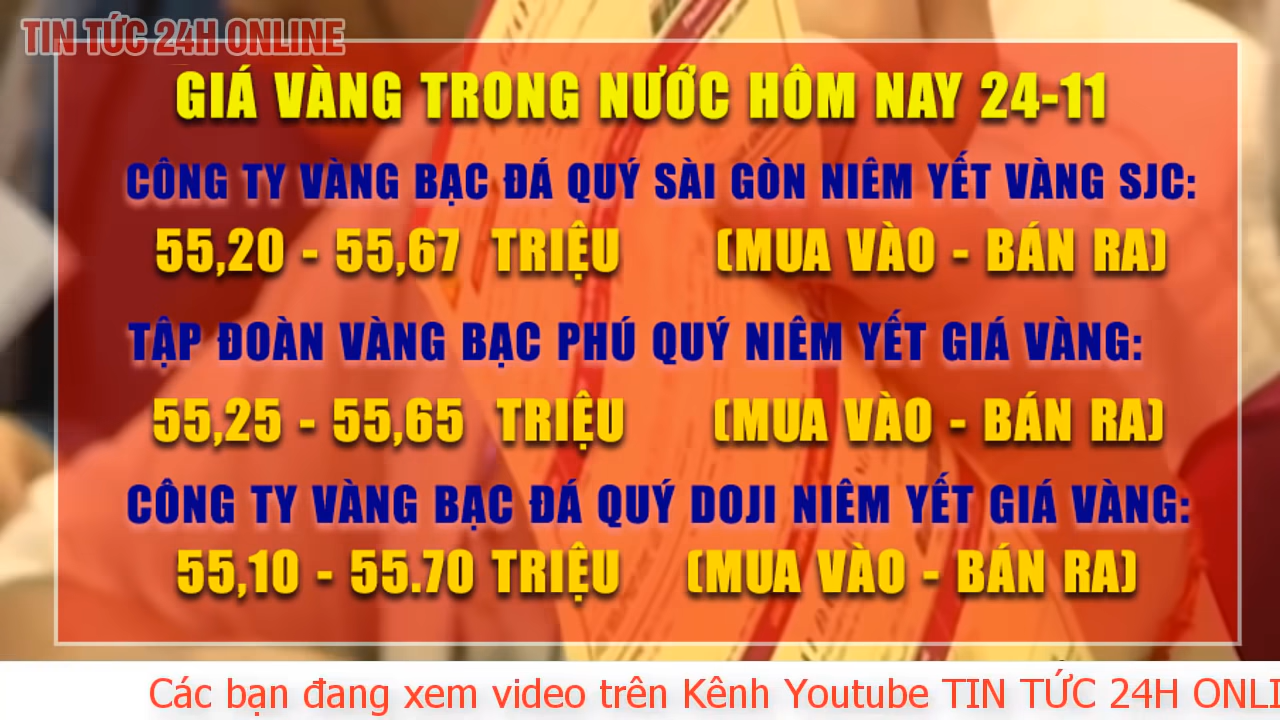 TIN TỨC 24H ONLINE
GIÁ VÀNG TRONG NƯỚC HÔM NAY 24-11
CÔNG TY VÀNG BẠC ĐÁ QUÝ SÀI GÒN NIÊM YẾT VÀNG SJC:
55,20 - 55,67 TRIỆU (MUA VÀO - BÁN RA)
TẬP ĐOÀN VÀNG BẠC PHÚ QUÝ NIÊM YẾT GIÁ VÀNG:
55,25 - 55,65 TRIỆU (MUA VÀO - BÁN RA)
CÔNG TY VÀNG BẠC ĐÁ QUÝ DOJI NIÊM YẾT GIÁ VÀNG:
55,10 - 55.70 TRIỆU (MUA VÀO - BÁN RA)
Các bạn đang xem video trên Kênh Youtube TIN TỨC 24H ONLI